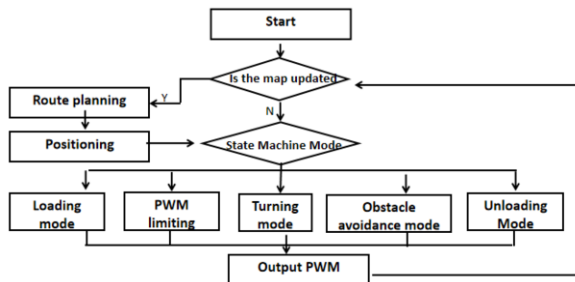 Start
Is the map updated
Y
Route planning
N
Positioning
State Machine Mode
Loading
mode
PWM
limiting
Turning
mode
Obstacle
avoidance mode
Unloading
Mode
Output PWM